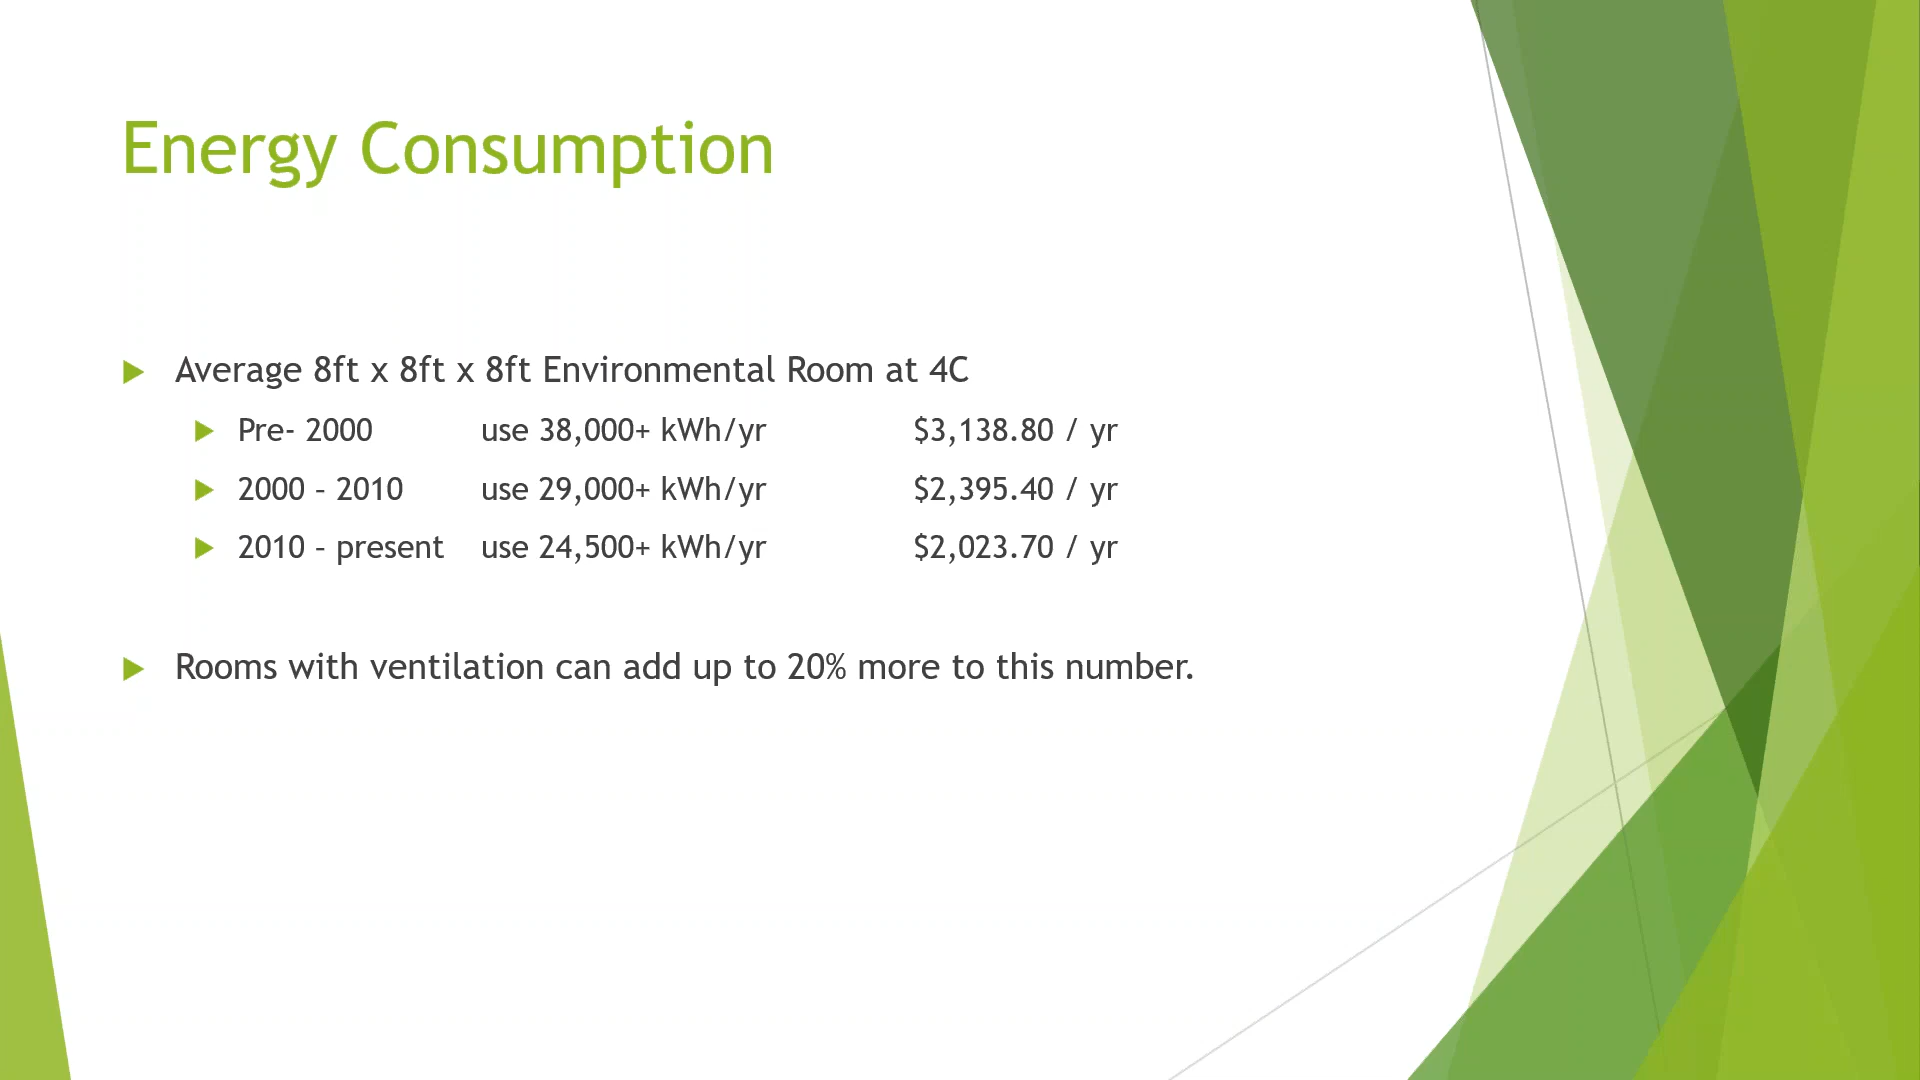 Energy Consumption
Average 8ft x 8ft x 8ft Environmental Room at 4C
Pre- 2000 use 38,000+ kWh/yr $3,138.80 / yr
2000 – 2010 use 29,000+ kWh/yr $2,395.40 / yr
2010 – present use 24,500+ kWh/yr $2,023.70 / yr
Rooms with ventilation can add up to 20% more to this number.